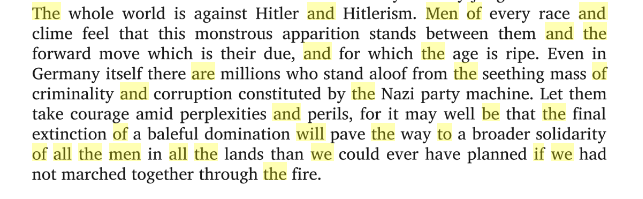 The whole world is against Hitler and Hitlerism. Men of every race and
clime feel that this monstrous apparition stands between them and the
forward move which is their due, and for which the age is ripe. Even in
Germany itself there are millions who stand aloof from the seething mass of
criminality and corruption constituted by the Nazi party machine. Let them
take courage amid perplexities and perils, for it may well be that the final
extinction of a baleful domination will pave the way to a broader solidarity
of all the men in all the lands than we could ever have planned if we had
not marched together through the fire.